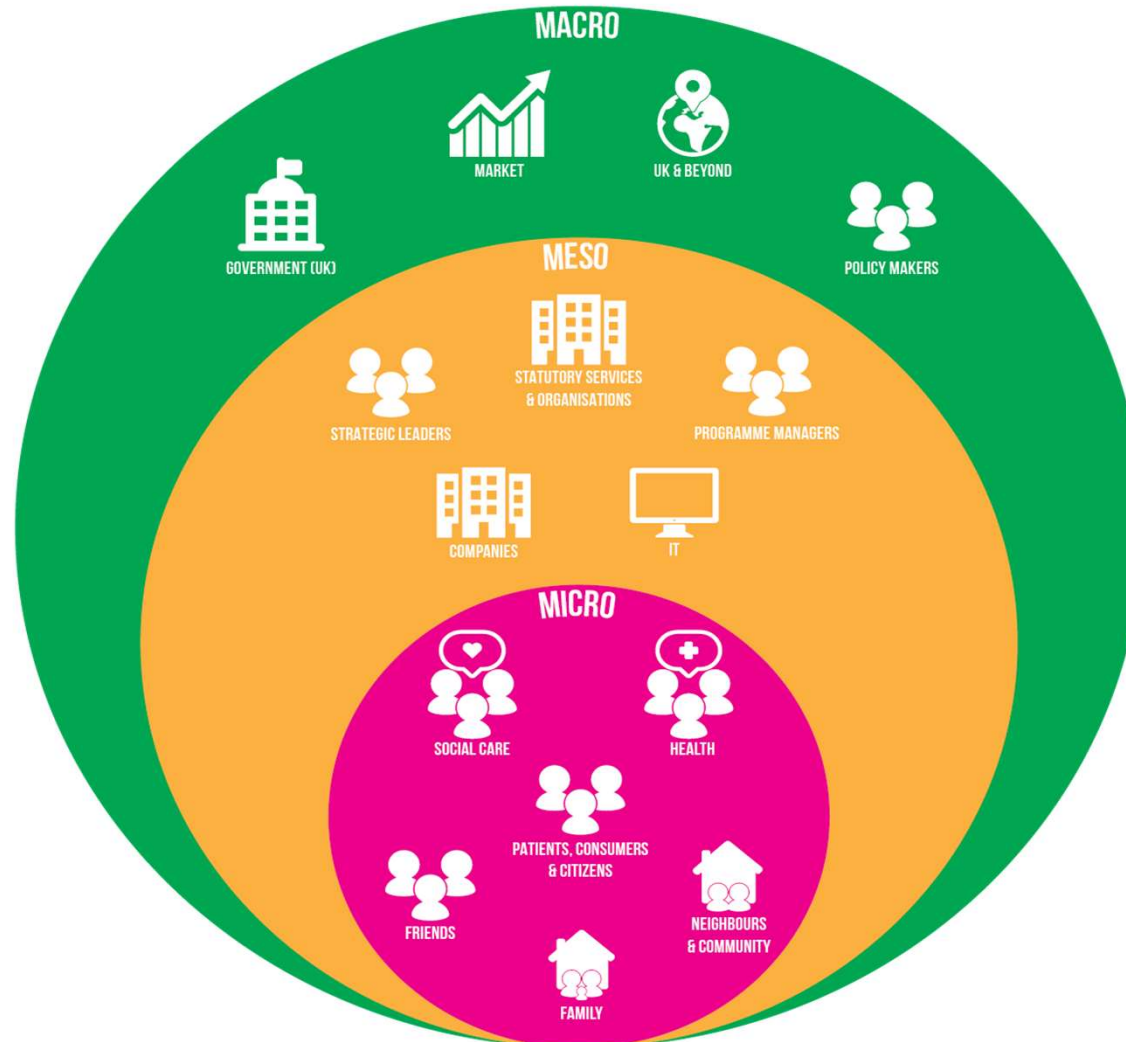 MACRO
MARKET
UK & BEYOND
GOVERNMENT (UK)
POLICY MAKERS
MESO
STATUTORY SERVICES
& ORGANISATIONS
STRATEGIC LEADERS
PROGRAMME MANAGERS
COMPANIES
IT
MICRO
SOCIAL CARE
HEALTH
PATIENTS, CONSUMERS
& CITIZENS
FRIENDS
NEIGHBOURS
& COMMUNITY
FAMILY